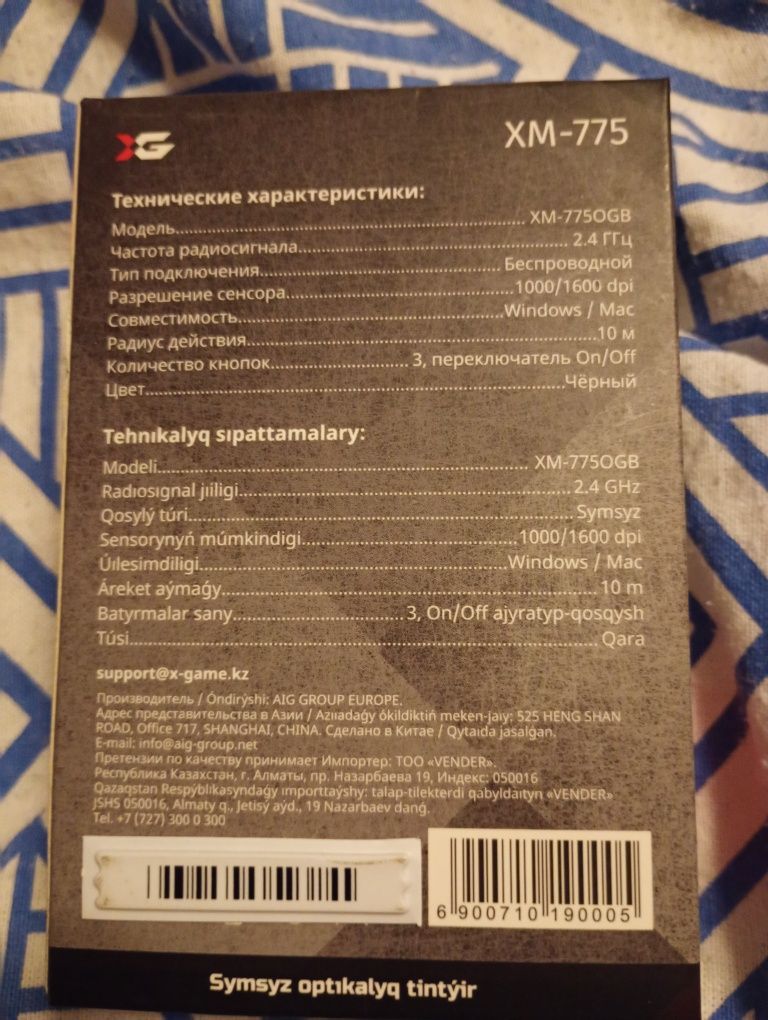 XG
XM-775
Технические характеристики:
Модель............................................................ XM-775OGB
Частота радиосигнала.............................................2.4 ГГц
Тип подключения.......................................... Беспроводной
Разрешение сенсора.......................................1000/1600 dpi
Совместимость..............................................Windows / Mac
Радиус действия............................................................10 м
Количество кнопок........................ 3, переключатель On/Off
Цвет.........................................................................Чёрный
Tehnıkalyq sıpattamalary:
Modeli............................................................... XM-775OGB
Radıosıgnal jıiligi......................................................2.4 GHz
Qosylý túri...............................................................Symsyz
Sensorynyń múmkindigi...................................1000/1600 dpi
Úılesimdiligi....................................................Windows / Mac
Áreket aýmaǵy............................................................ 10 m
Batyrmalar sany........................... 3, On/Off ajyratyp-qosqysh
Túsi.............................................................................. Qara
support@x-game.kz
Производитель / Óndirýshi: AIG GROUP EUROPE.
Адрес представительства в Азии / Azııadaǵy ókildiktiń meken-jaıy: 525 HENG SHAN
ROAD, Office 717, SHANGHAI, CHINA. Сделано в Китае / Qytaıda jasalǵan.
E-mail: info@aig-group.net
Претензии по качеству принимает Импортер: ТОО «VENDER».
Республика Казахстан, г. Алматы, пр. Назарбаева 19, Индекс: 050016
Qazaqstan Respýblıkasyndaǵy ımporttaýshy: talap-tilekterdi qabyldaıtyn «VENDER»
JSHS 050016, Almaty q., Jetisý aýd., 19 Nazarbaev dańǵ.
Tel. +7 (727) 300 0 300
6 900710 190005
Symsyz optıkalyq tintýir